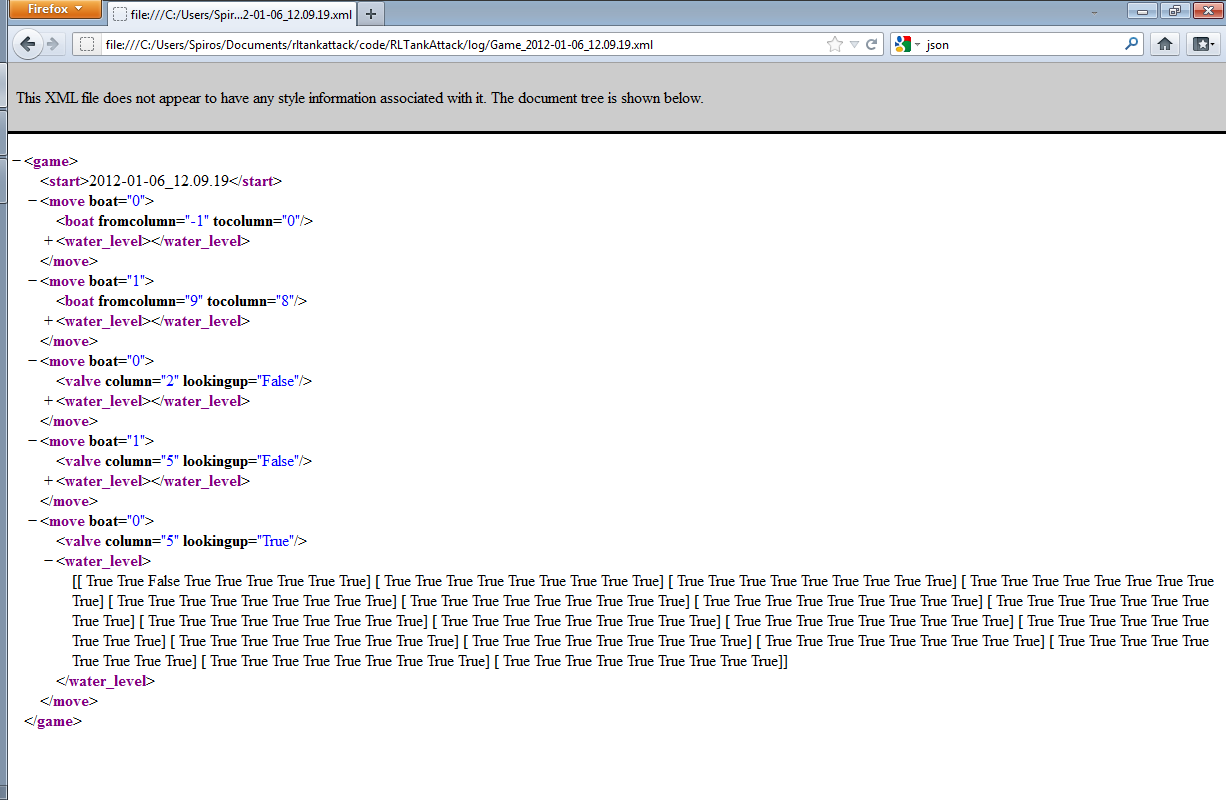 Firefox
file:///C:/Users/Spir...2-01-06_12.09.19.xml
file:///C:/Users/Spiros/Documents/rltankattack/code/RLTankAttack/log/Game_2012-01-06_12.09.19.xml
json
This XML file does not appear to have any style information associated with it. The document tree is shown below.
−<game>
<start>2012-01-06_12.09.19</start>
−<move boat="0">
<boat fromcolumn="-1" tocolumn="0"/>
+<water_level></water_level>
</move>
−<move boat="1">
<boat fromcolumn="9" tocolumn="8"/>
+<water_level></water_level>
</move>
−<move boat="0">
<valve column="2" lookingup="False"/>
+<water_level></water_level>
</move>
−<move boat="1">
<valve column="5" lookingup="False"/>
+<water_level></water_level>
</move>
−<move boat="0">
<valve column="5" lookingup="True"/>
−<water_level>
[[ True True False True True True True True True] [ True True True True True True True True True] [ True True True True True True True True True] [ True True True True True True True True
True] [ True True True True True True True True True] [ True True True True True True True True True] [ True True True True True True True True True] [ True True True True True True True
True True] [ True True True True True True True True True] [ True True True True True True True True True] [ True True True True True True True True True] [ True True True True True True
True True True] [ True True True True True True True True True] [ True True True True True True True True True] [ True True True True True True True True True] [ True True True True True
True True True True] [ True True True True True True True True True] [ True True True True True True True True True]]
</water_level>
</move>
</game>